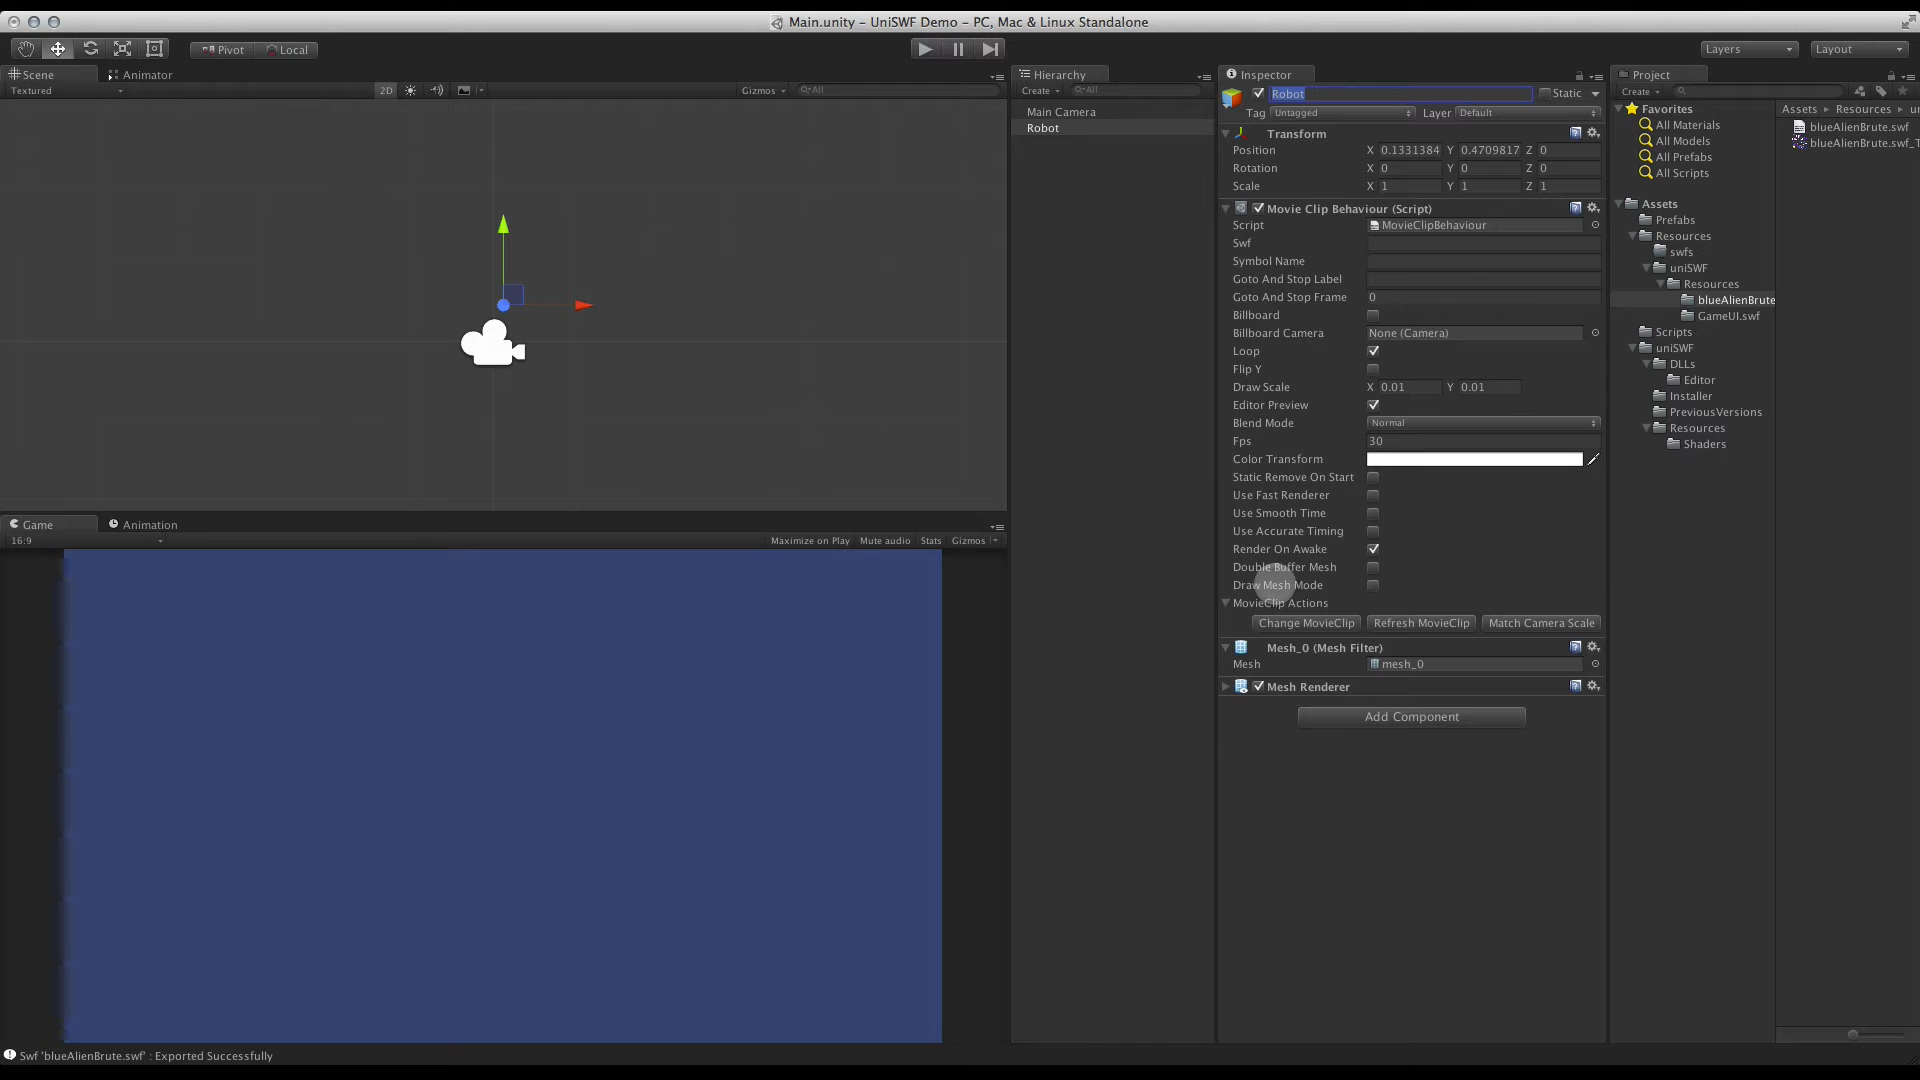 Main.unity – UniSWF Demo – PC, Mac & Linux Standalone
Pivot Local Layers Layout
Scene Animator
Textured 2D Gizmos All
Game Animation
16:9 Maximize on Play Mute audio Stats Gizmos
Swf 'blueAlienBrute.swf' : Exported Successfully
Hierarchy
Create All
Main Camera
Robot
Inspector
Robot Static
Tag Untagged Layer Default
Transform
Position X 0.1331384 Y 0.4709817 Z 0
Rotation X 0 Y 0 Z 0
Scale X 1 Y 1 Z 1
Movie Clip Behaviour (Script)
Script MovieClipBehaviour
Swf
Symbol Name
Goto And Stop Label
Goto And Stop Frame 0
Billboard
Billboard Camera None (Camera)
Loop
Flip Y
Draw Scale X 0.01 Y 0.01
Editor Preview
Blend Mode Normal
Fps 30
Color Transform
Static Remove On Start
Use Fast Renderer
Use Smooth Time
Use Accurate Timing
Render On Awake
Double Buffer Mesh
Draw Mesh Mode
MovieClip Actions
Change MovieClip Refresh MovieClip Match Camera Scale
Mesh_0 (Mesh Filter)
Mesh mesh_0
Mesh Renderer
Add Component
Project
Create
Favorites
All Materials
All Models
All Prefabs
All Scripts
Assets
Prefabs
Resources
swfs
uniSWF
Resources
blueAlienBrute
GameUI.swf
Scripts
uniSWF
DLLs
Editor
Installer
PreviousVersions
Resources
Shaders
Assets Resources u
blueAlienBrute.swf
blueAlienBrute.swf_T